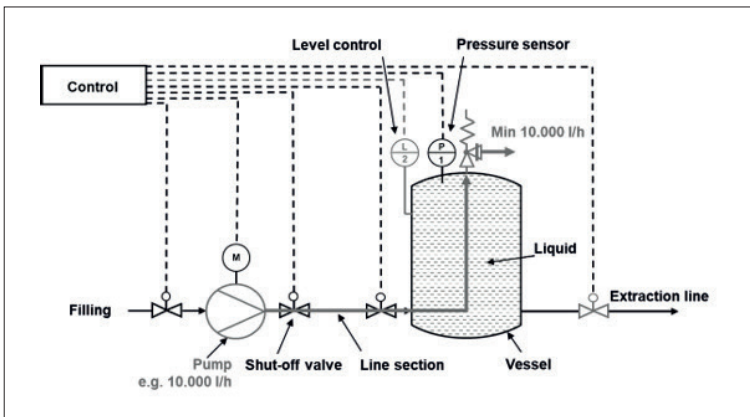 Level control
Pressure sensor
Control
Min 10.000 l/h
L
2
P
1
M
Liquid
Filling
Extraction line
Pump
e.g. 10.000 l/h
Shut-off valve
Line section
Vessel